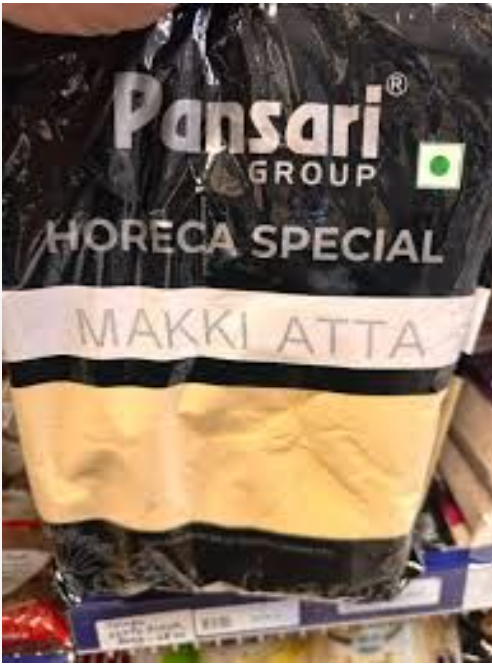 Pansari®
GROUP
HORECA SPECIAL
MAKKI ATTA